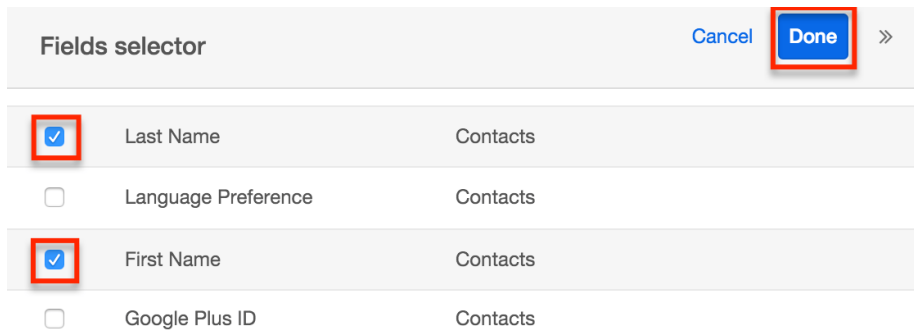 Fields selector Cancel Done »
Last Name Contacts
Language Preference Contacts
First Name Contacts
Google Plus ID Contacts